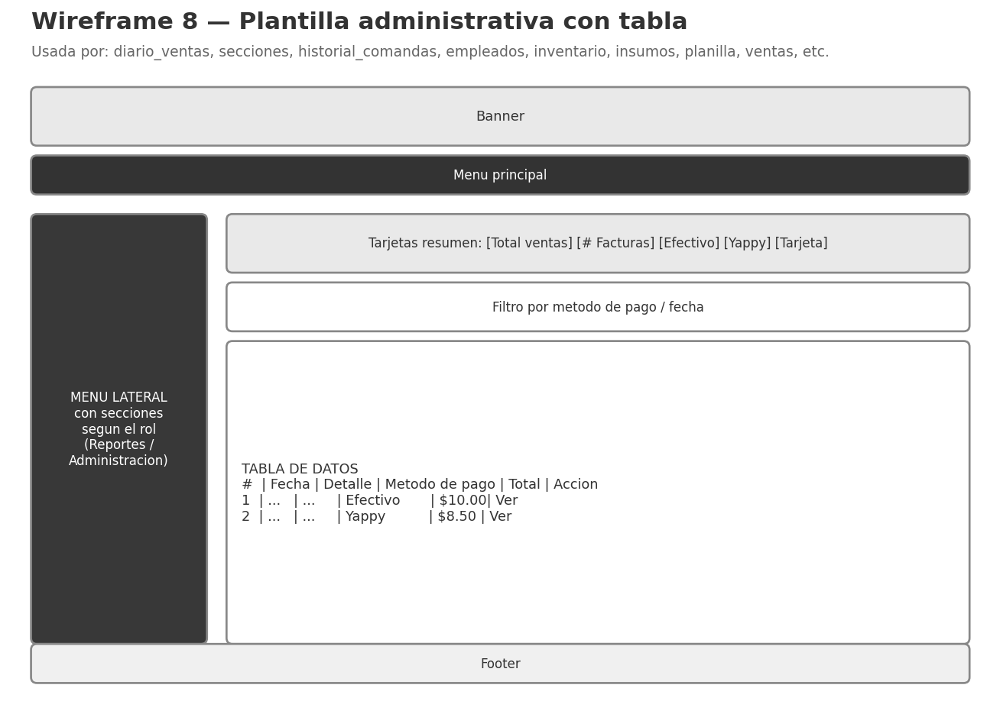 Wireframe 8 — Plantilla administrativa con tabla
Usada por: diario_ventas, secciones, historial_comandas, empleados, inventario, insumos, planilla, ventas, etc.
Banner
Menu principal
MENU LATERAL
con secciones
segun el rol
(Reportes /
Administracion)
Tarjetas resumen: [Total ventas] [# Facturas] [Efectivo] [Yappy] [Tarjeta]
Filtro por metodo de pago / fecha
TABLA DE DATOS
# | Fecha | Detalle | Metodo de pago | Total | Accion
1 | ... | ... | Efectivo | $10.00| Ver
2 | ... | ... | Yappy | $8.50 | Ver
Footer